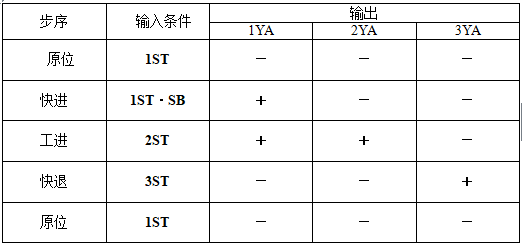 步序 输入条件 输出
1YA 2YA 3YA
原位 1ST － － －
快进 1ST·SB ＋ － －
工进 2ST ＋ ＋ －
快退 3ST － － ＋
原位 1ST － － －